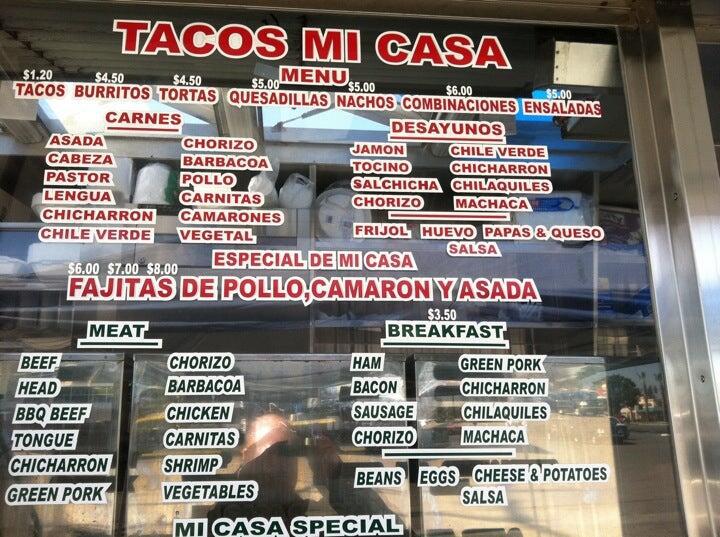 TACOS MI CASA
MENU
$1.20 $4.50 $4.50 $5.00 $5.00 $6.00 $5.00
TACOS BURRITOS TORTAS QUESADILLAS NACHOS COMBINACIONES ENSALADAS
CARNES
ASADA CHORIZO
CABEZA BARBACOA
PASTOR POLLO
LENGUA CARNITAS
CHICHARRON CAMARONES
CHILE VERDE VEGETAL
DESAYUNOS
JAMON CHILE VERDE
TOCINO CHICHARRON
SALCHICHA CHILAQUILES
CHORIZO MACHACA
FRIJOL HUEVO PAPAS & QUESO
SALSA
ESPECIAL DE MI CASA
$6.00 $7.00 $8.00
FAJITAS DE POLLO,CAMARON Y ASADA
MEAT
BEEF CHORIZO
HEAD BARBACOA
BBQ BEEF CHICKEN
TONGUE CARNITAS
CHICHARRON SHRIMP
GREEN PORK VEGETABLES
$3.50
BREAKFAST
HAM GREEN PORK
BACON CHICHARRON
SAUSAGE CHILAQUILES
CHORIZO MACHACA
BEANS EGGS CHEESE & POTATOES
SALSA
MI CASA SPECIAL